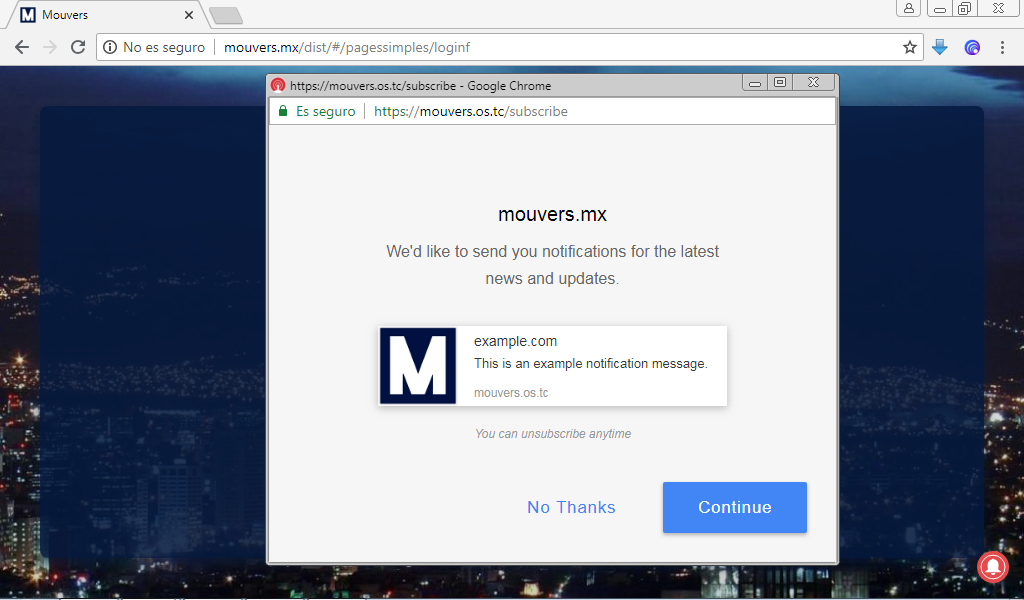 Mouvers
No es seguro
mouvers.mx/dist/#/pagessimples/loginf
https://mouvers.os.tc/subscribe - Google Chrome
Es seguro
https://mouvers.os.tc/subscribe
mouvers.mx
We'd like to send you notifications for the latest
news and updates.
M
example.com
This is an example notification message.
mouvers.os.tc
You can unsubscribe anytime
No Thanks
Continue